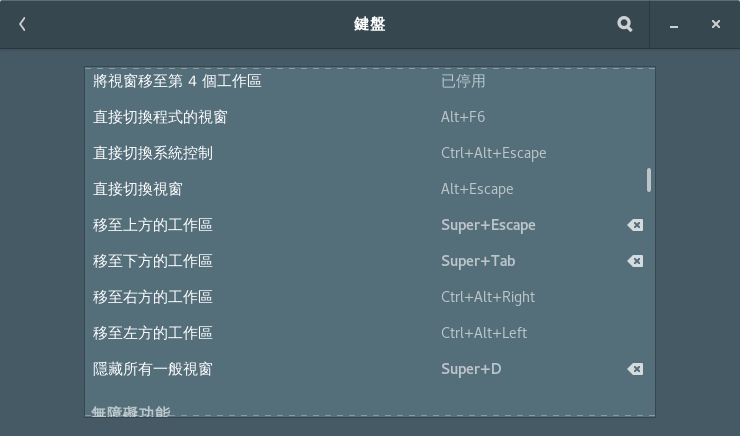 鍵盤
將視窗移至第 4 個工作區 已停用
直接切換程式的視窗 Alt+F6
直接切換系統控制 Ctrl+Alt+Escape
直接切換視窗 Alt+Escape
移至上方的工作區 Super+Escape
移至下方的工作區 Super+Tab
移至右方的工作區 Ctrl+Alt+Right
移至左方的工作區 Ctrl+Alt+Left
隱藏所有一般視窗 Super+D
無障礙功能